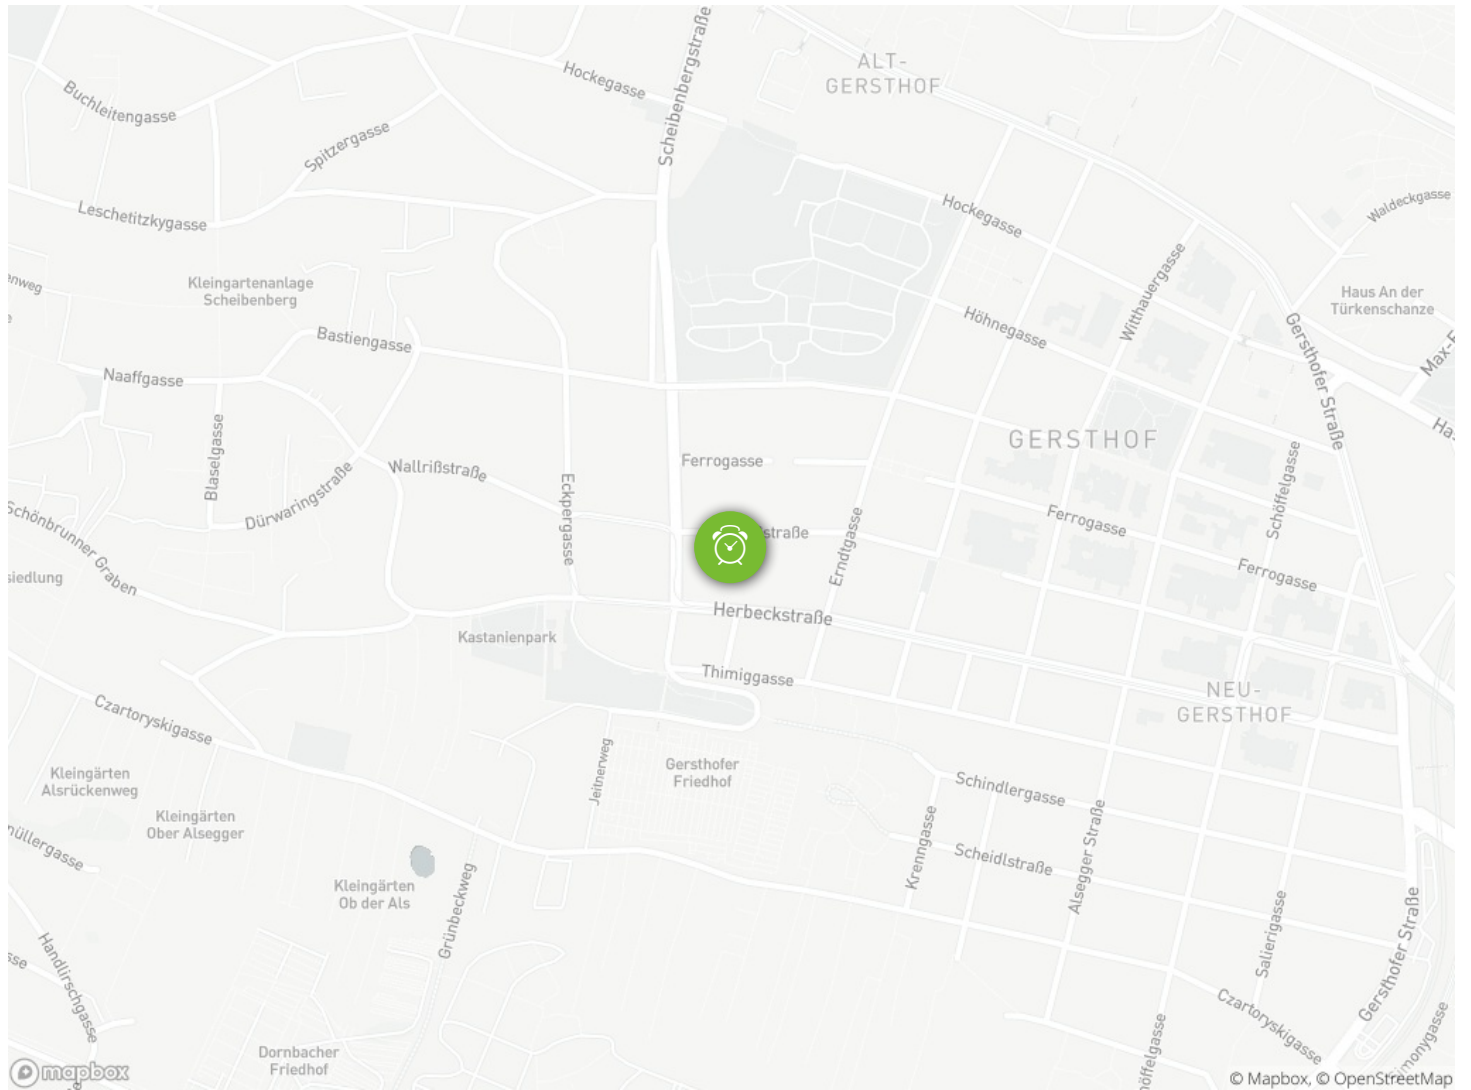 ALT-
GERSTHOF
Hockegasse
Scheibenbergstraße
Buchleitengasse
Spitzergasse
Leschetitzkygasse
Hockegasse
Waldeckgasse
Witthauergasse
Kleingartenanlage
Scheibenberg
Haus An der
Türkenschanze
Bastiengasse
Höhnegasse
Gersthofer Straße
Naaffgasse
GERSTHOF
Blaselgasse
Wallrißstraße
Ferrogasse
Eckpergasse
Dürwaringstraße
Schöffelgasse
Schönbrunner Graben
Ferrogasse
Erndtgasse
Ferrogasse
Herbeckstraße
Kastanienpark
Thimiggasse
NEU-
GERSTHOF
Czartoryskigasse
Jeitnerweg
Gersthofer
Friedhof
Kleingärten
Alsrückenweg
Schindlergasse
Kleingärten
Ober Alsegger
Krenngasse
Alsegger Straße
Scheidlstraße
Kleingärten
Ob der Als
Grünbeckweg
Salierigasse
Gersthofer Straße
Handlirschgasse
Czartoryskigasse
Dornbacher
Friedhof
mapbox
© Mapbox, © OpenStreetMap